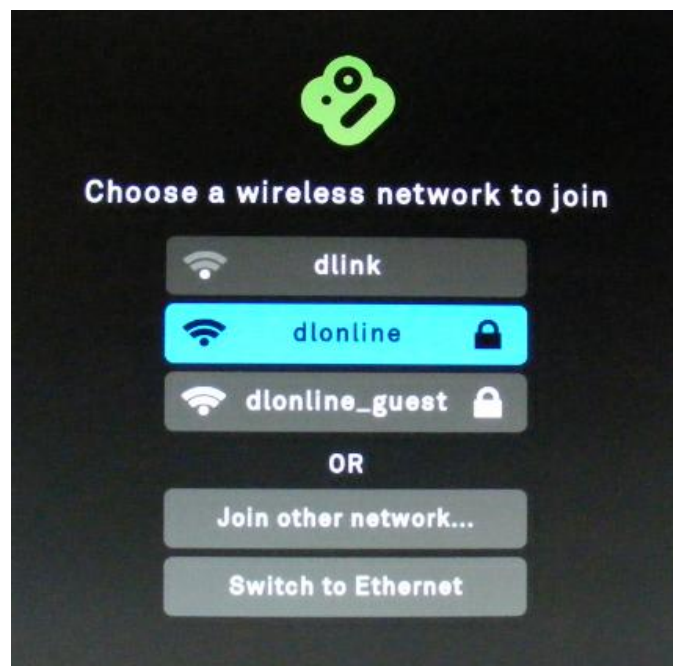 Choose a wireless network to join
dlink
dlonline
dlonline_guest
OR
Join other network...
Switch to Ethernet